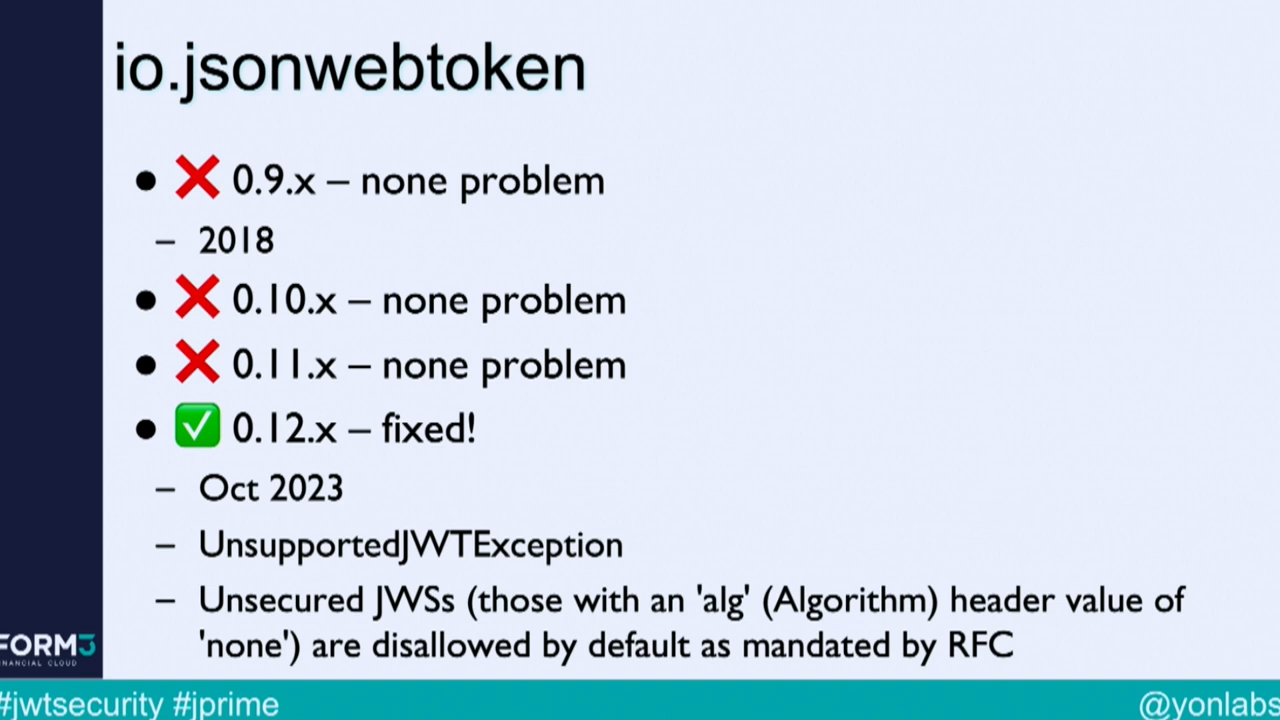 io.jsonwebtoken
● ❌ 0.9.x – none problem
– 2018
● ❌ 0.10.x – none problem
● ❌ 0.11.x – none problem
● ✅ 0.12.x – fixed!
– Oct 2023
– UnsupportedJWTException
– Unsecured JWSs (those with an 'alg' (Algorithm) header value of
'none') are disallowed by default as mandated by RFC
FORM3
FINANCIAL CLOUD
#jwtsecurity #jprime
@yonlabs